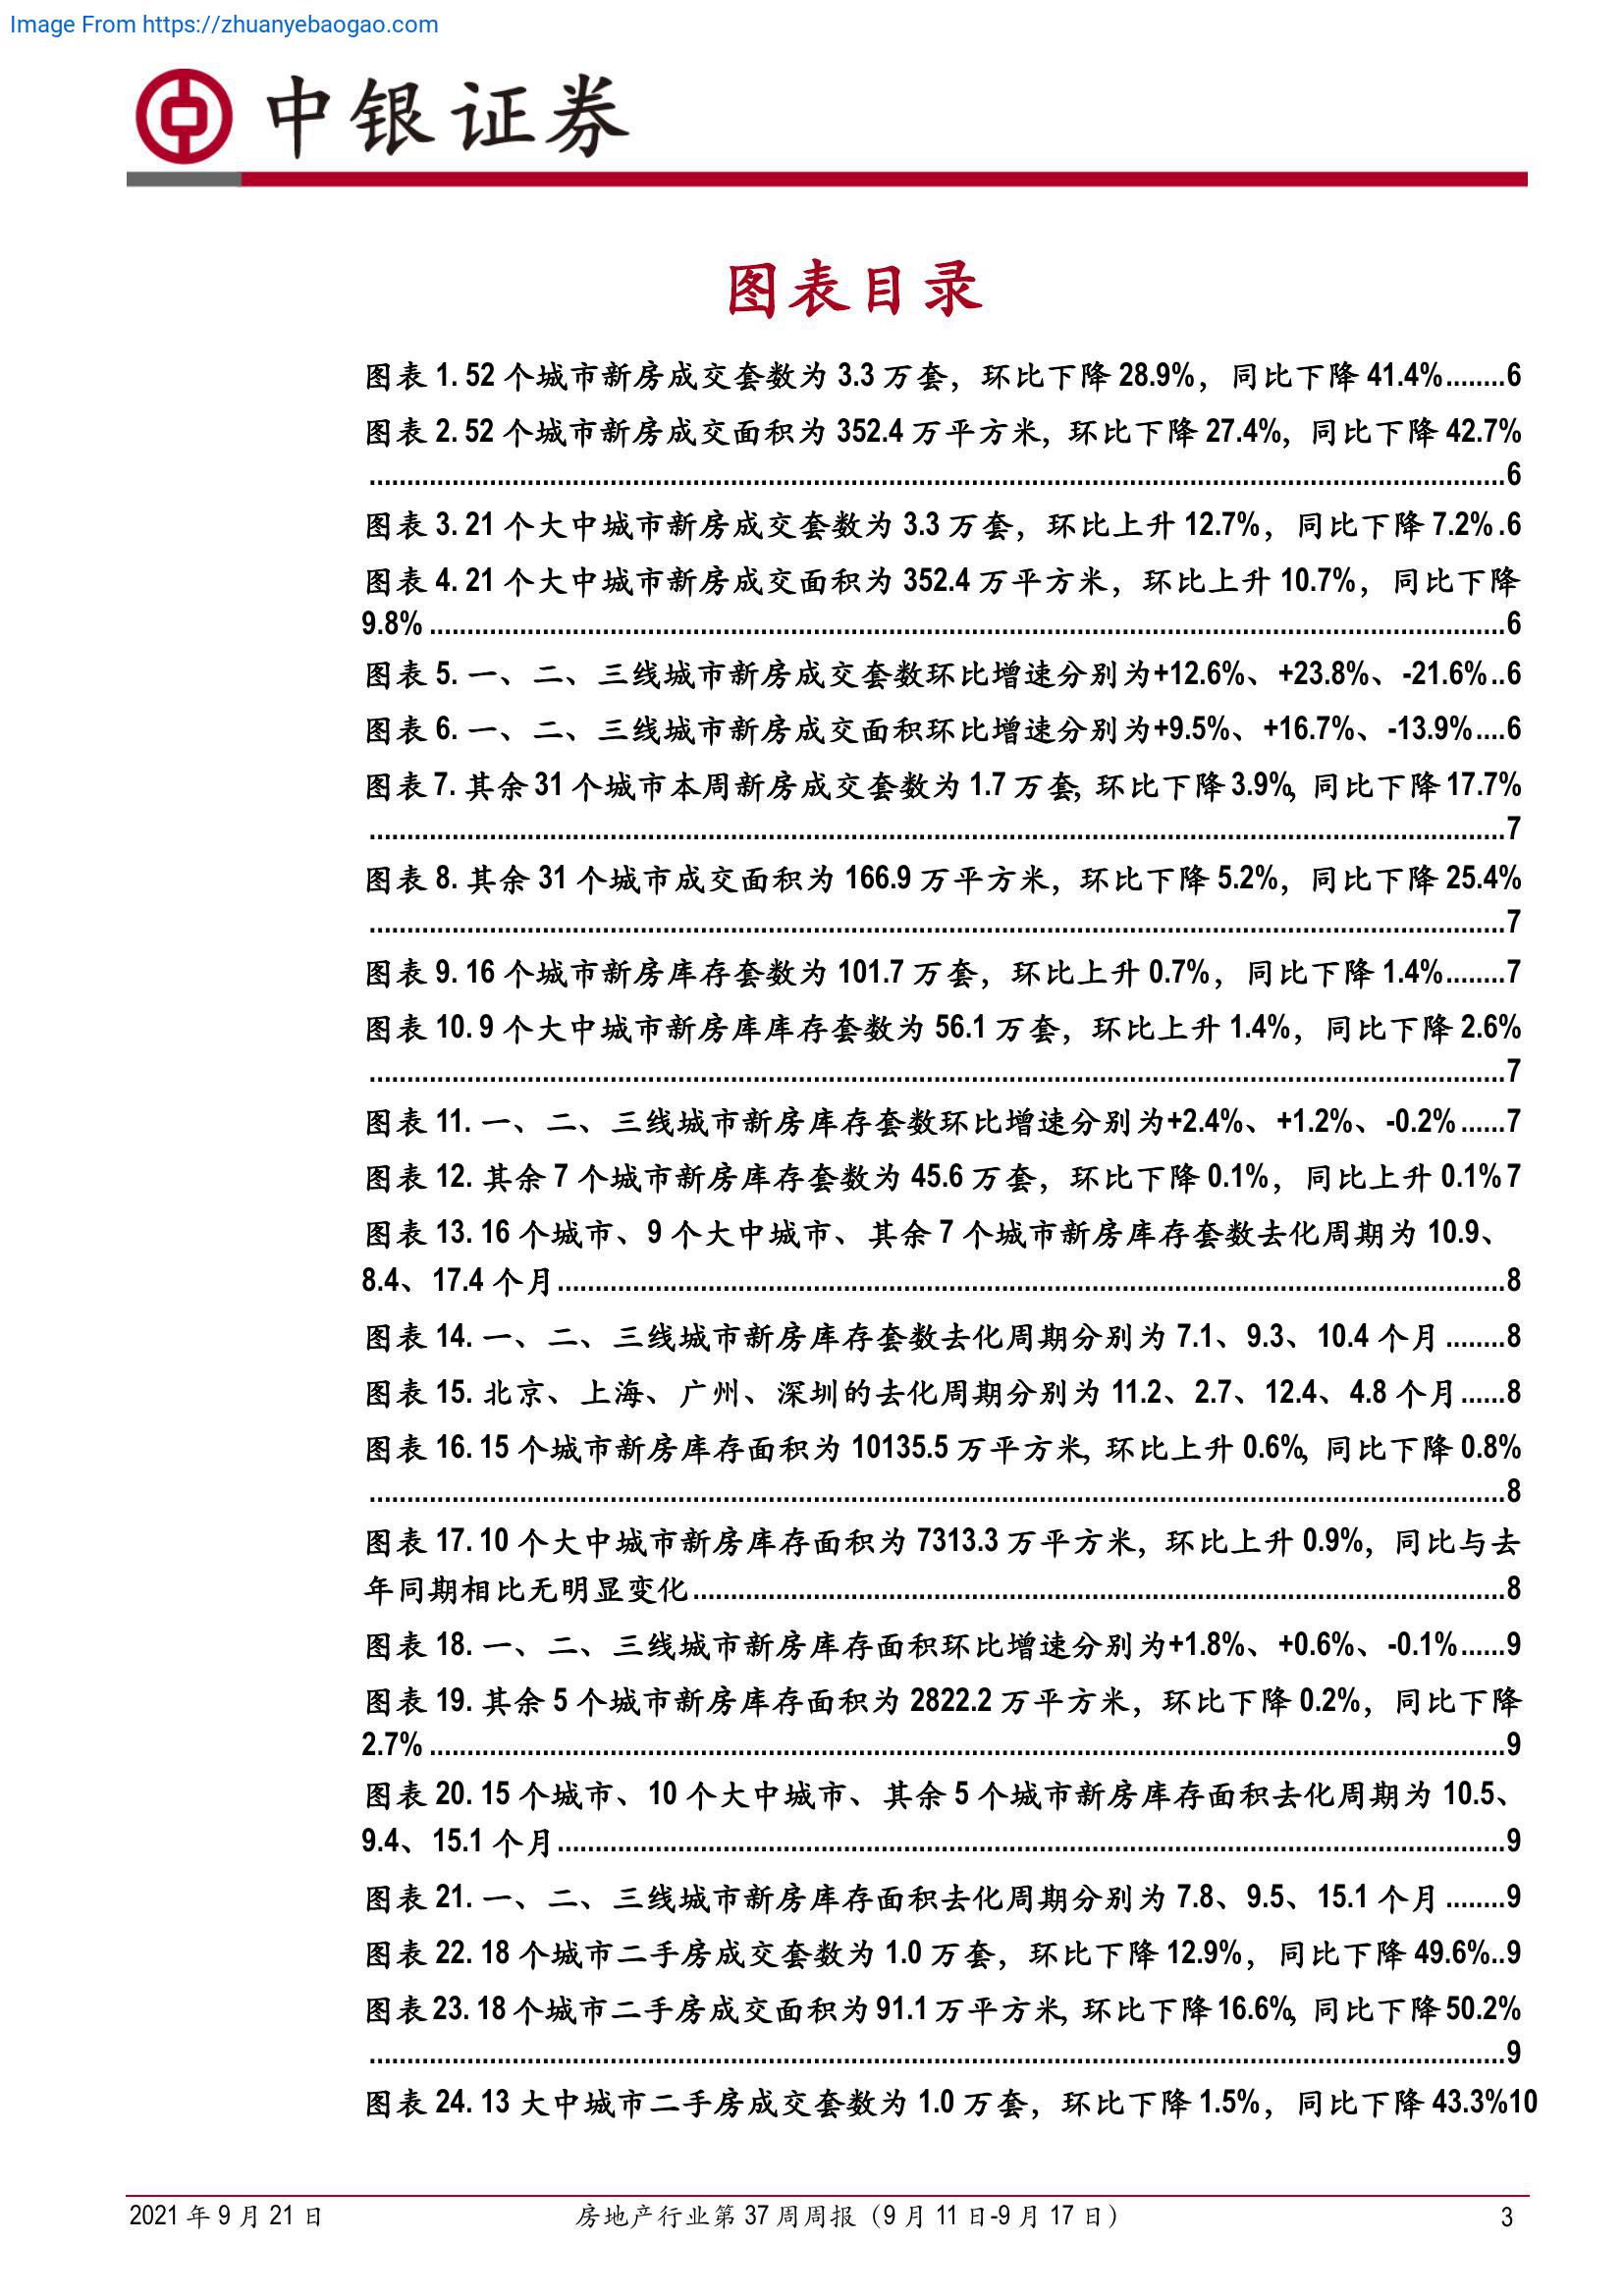 Image From https://zhuanyebaogao.com
中银证券
图表目录
图表 1. 52 个城市新房成交套数为 3.3 万套，环比下降 28.9%，同比下降 41.4%........6
图表 2. 52 个城市新房成交面积为 352.4 万平方米，环比下降 27.4%，同比下降 42.7%
........................................................................................................................................................6
图表 3. 21 个大中城市新房成交套数为 3.3 万套，环比上升 12.7%，同比下降 7.2%.6
图表 4. 21 个大中城市新房成交面积为 352.4 万平方米，环比上升 10.7%，同比下降
9.8% ................................................................................................................................................6
图表 5. 一、二、三线城市新房成交套数环比增速分别为+12.6%、+23.8%、-21.6%..6
图表 6. 一、二、三线城市新房成交面积环比增速分别为+9.5%、+16.7%、-13.9%....6
图表 7. 其余 31 个城市本周新房成交套数为 1.7 万套，环比下降 3.9%，同比下降 17.7%
........................................................................................................................................................7
图表 8. 其余 31 个城市成交面积为 166.9 万平方米，环比下降 5.2%，同比下降 25.4%
........................................................................................................................................................7
图表 9. 16 个城市新房库存套数为 101.7 万套，环比上升 0.7%，同比下降 1.4%........7
图表 10. 9 个大中城市新房库库存套数为 56.1 万套，环比上升 1.4%，同比下降 2.6%
........................................................................................................................................................7
图表 11. 一、二、三线城市新房库存套数环比增速分别为+2.4%、+1.2%、-0.2%......7
图表 12. 其余 7 个城市新房库存套数为 45.6 万套，环比下降 0.1%，同比上升 0.1% 7
图表 13. 16 个城市、9 个大中城市、其余 7 个城市新房库存套数去化周期为 10.9、
8.4、17.4 个月...............................................................................................................................8
图表 14. 一、二、三线城市新房库存套数去化周期分别为 7.1、9.3、10.4 个月........8
图表 15. 北京、上海、广州、深圳的去化周期分别为 11.2、2.7、12.4、4.8 个月......8
图表 16. 15 个城市新房库存面积为 10135.5 万平方米，环比上升 0.6%，同比下降 0.8%
........................................................................................................................................................8
图表 17. 10 个大中城市新房库存面积为 7313.3 万平方米，环比上升 0.9%，同比与去
年同期相比无明显变化.............................................................................................................8
图表 18. 一、二、三线城市新房库存面积环比增速分别为+1.8%、+0.6%、-0.1%......9
图表 19. 其余 5 个城市新房库存面积为 2822.2 万平方米，环比下降 0.2%，同比下降
2.7% ................................................................................................................................................9
图表 20. 15 个城市、10 个大中城市、其余 5 个城市新房库存面积去化周期为 10.5、
9.4、15.1 个月...............................................................................................................................9
图表 21. 一、二、三线城市新房库存面积去化周期分别为 7.8、9.5、15.1 个月........9
图表 22. 18 个城市二手房成交套数为 1.0 万套，环比下降 12.9%，同比下降 49.6%..9
图表 23. 18 个城市二手房成交面积为 91.1 万平方米，环比下降 16.6%，同比下降 50.2%
........................................................................................................................................................9
图表 24. 13 大中城市二手房成交套数为 1.0 万套，环比下降 1.5%，同比下降 43.3%10
2021 年 9 月 21 日 房地产行业第 37 周周报（9 月 11 日-9 月 17 日） 3